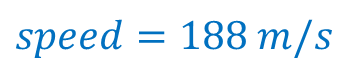 speed = 188 m/s